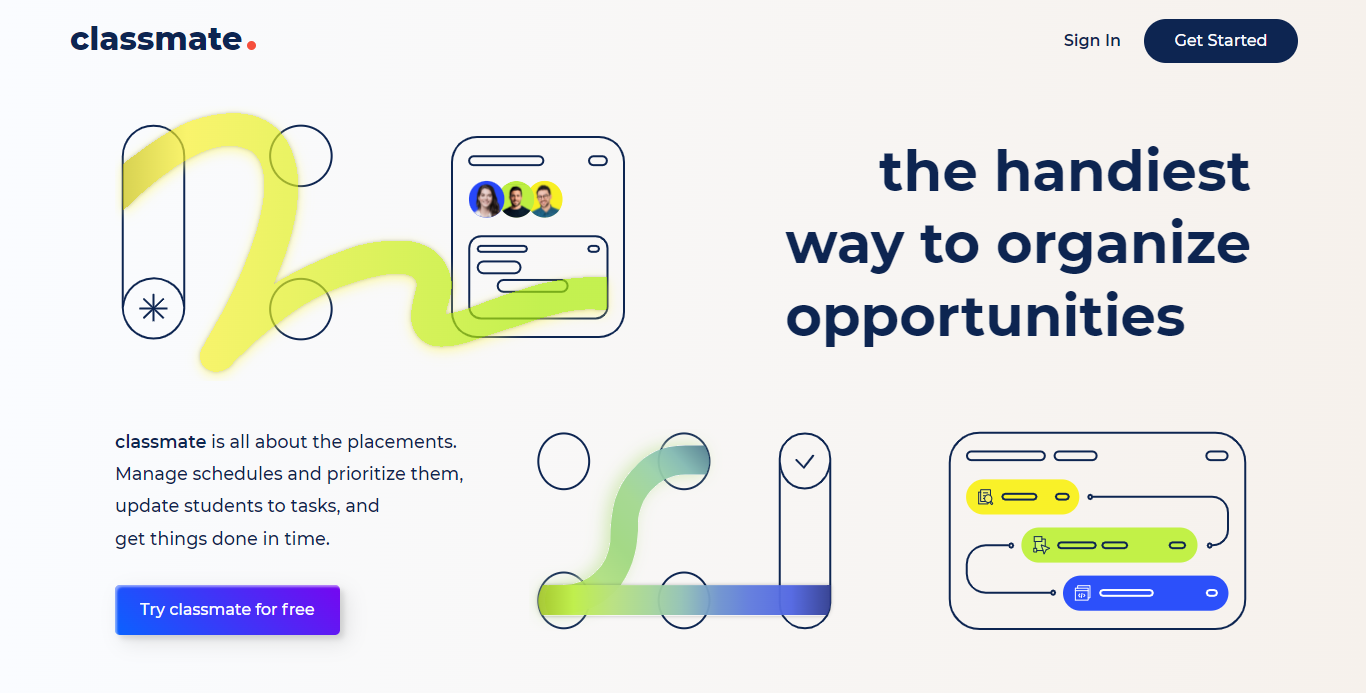 classmate.
Sign In
Get Started
the handiest
way to organize
opportunities
classmate is all about the placements.
Manage schedules and prioritize them,
update students to tasks, and
get things done in time.
Try classmate for free